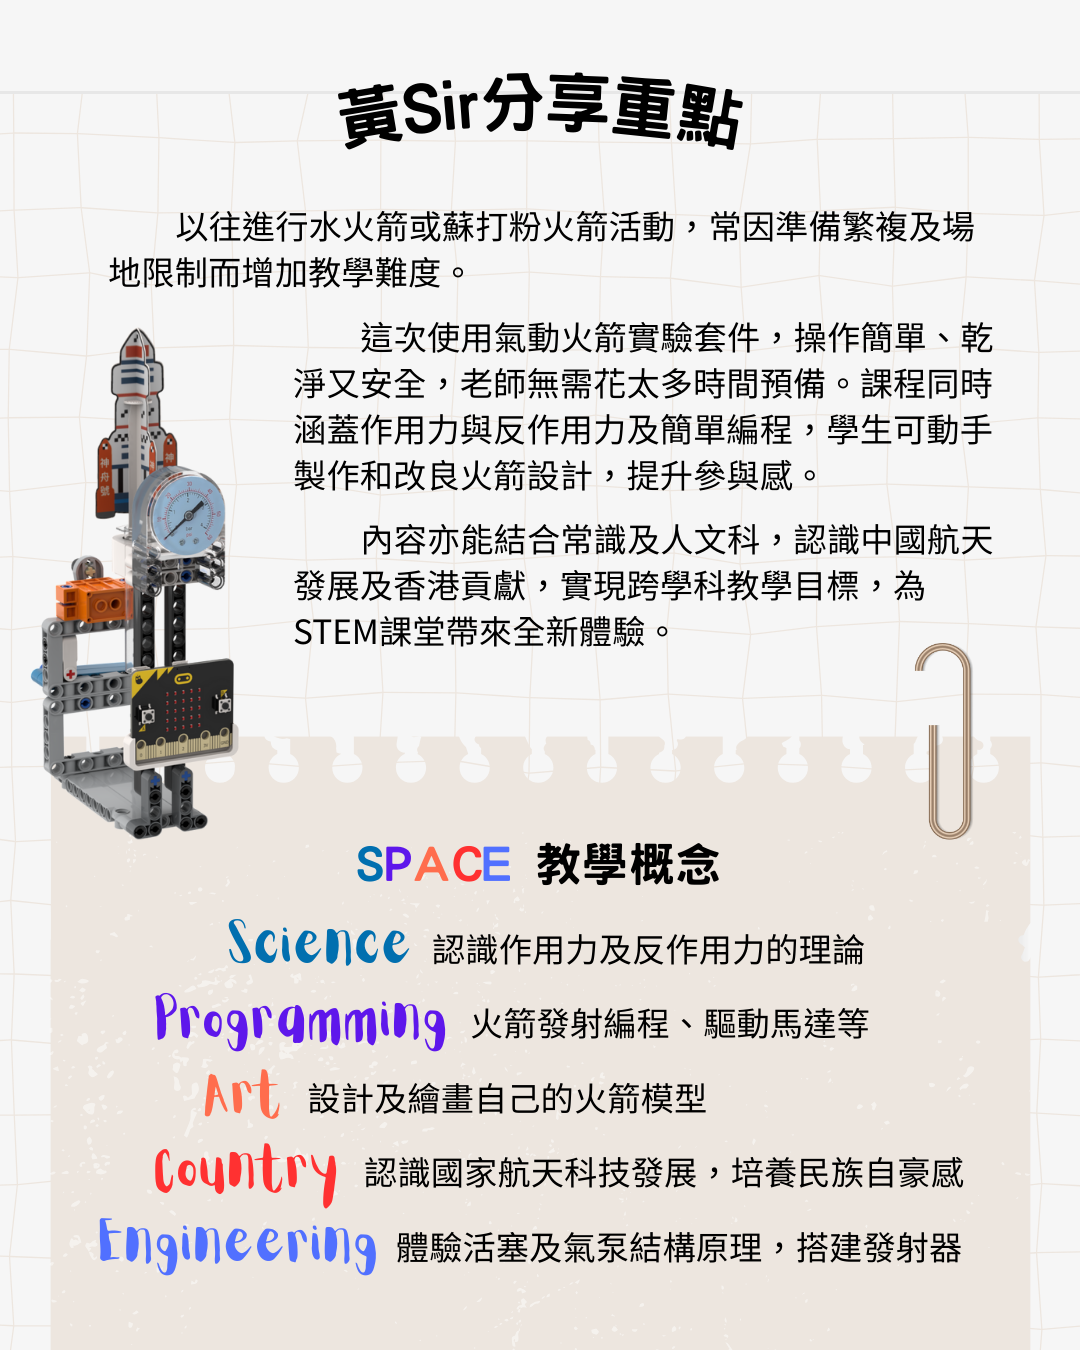 黃Sir分享重點
以往進行水火箭或蘇打粉火箭活動，常因準備繁複及場
地限制而增加教學難度。
這次使用氣動火箭實驗套件，操作簡單、乾
淨又安全，老師無需花太多時間預備。課程同時
涵蓋作用力與反作用力及簡單編程，學生可動手
製作和改良火箭設計，提升參與感。
內容亦能結合常識及人文科，認識中國航天
發展及香港貢獻，實現跨學科教學目標，為
STEM課堂帶來全新體驗。
神舟號
神
SPACE 教學概念
Science 認識作用力及反作用力的理論
Programming 火箭發射編程、驅動馬達等
Art 設計及繪畫自己的火箭模型
Country 認識國家航天科技發展，培養民族自豪感
Engineering 體驗活塞及氣泵結構原理，搭建發射器